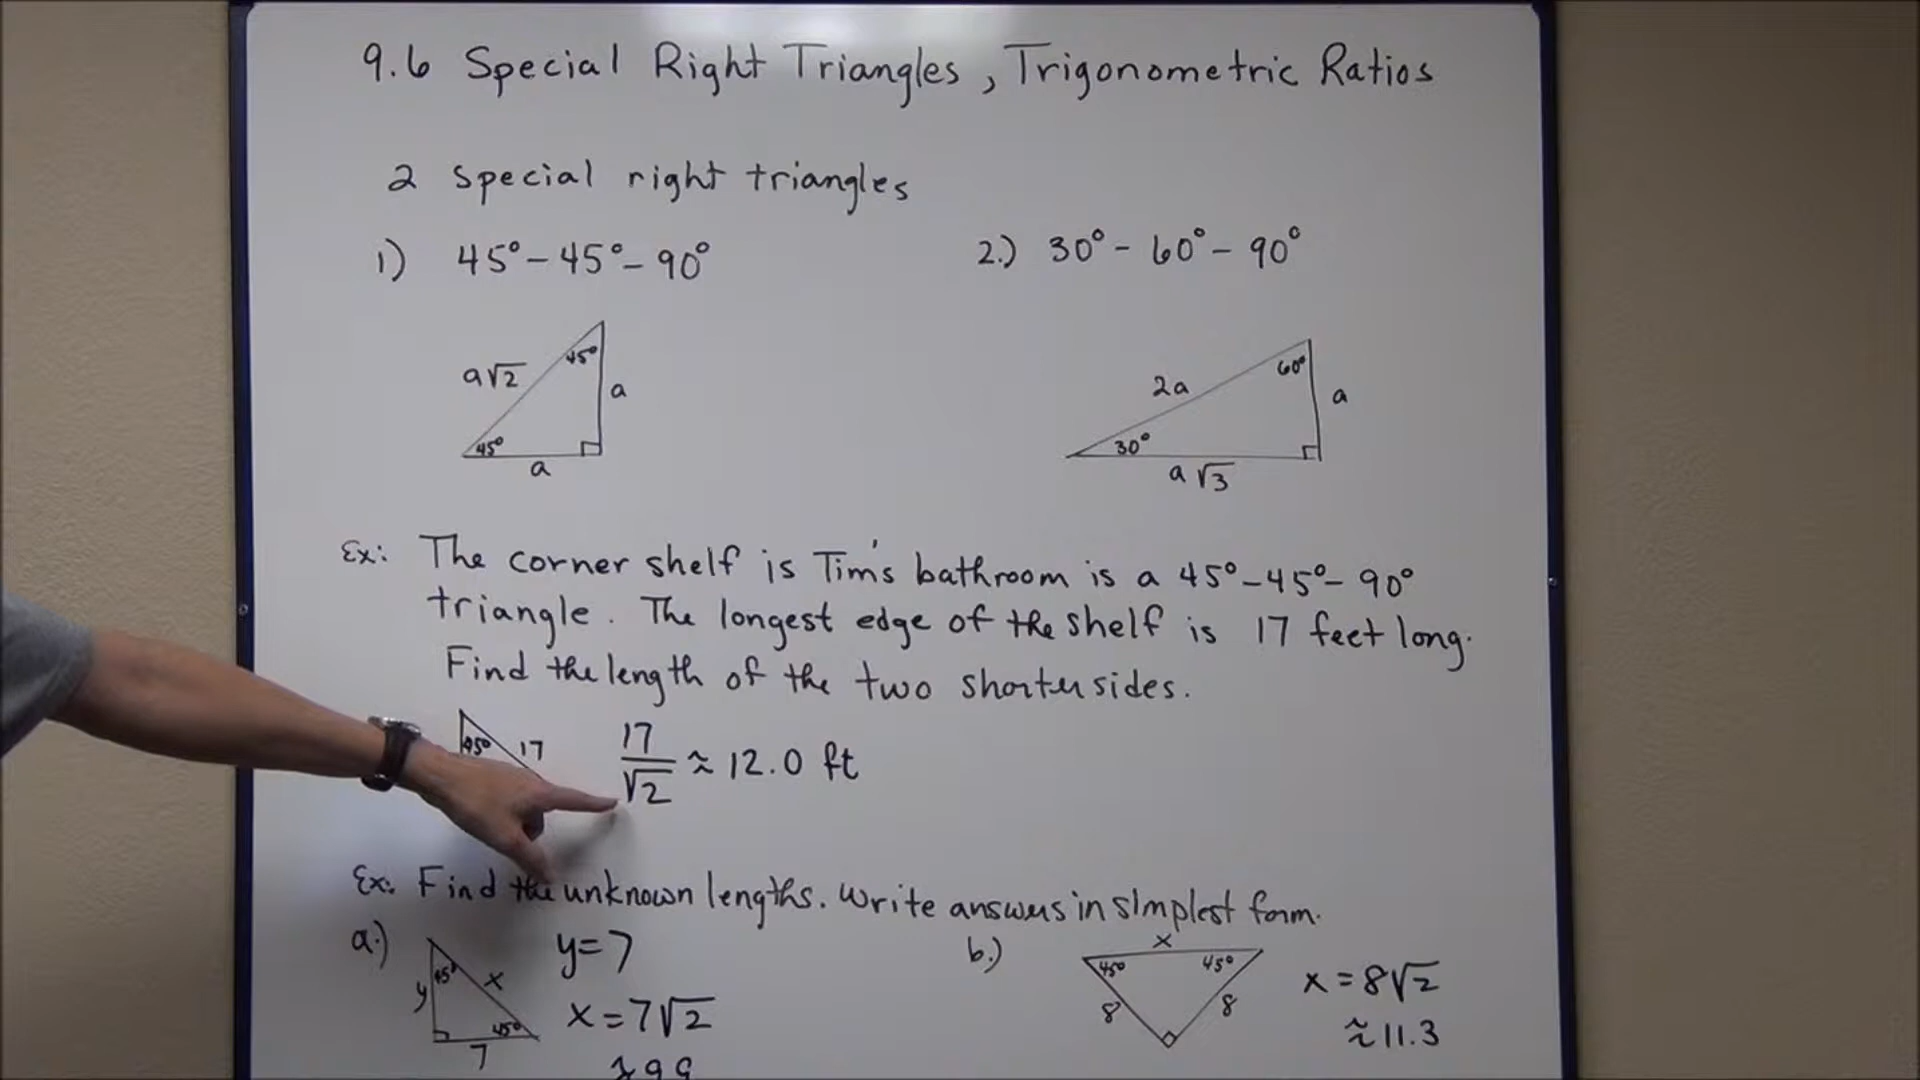 9.6 Special Right Triangles, Trigonometric Ratios
2 special right triangles
1) 45° - 45° - 90°
2.) 30° - 60° - 90°
a√2
45°
a
45°
a
2a
60°
a
30°
a√3
Ex: The corner shelf is Tim's bathroom is a 45° - 45° - 90°
triangle. The longest edge of the shelf is 17 feet long.
Find the length of the two shorter sides.
45°
17
17/√2 ≈ 12.0 ft
Ex: Find the unknown lengths. Write answers in simplest form.
a.)
45°
y
x
45°
7
y = 7
x = 7√2
≈ 9.9
b.)
x
45°
45°
8
8
x = 8√2
≈ 11.3